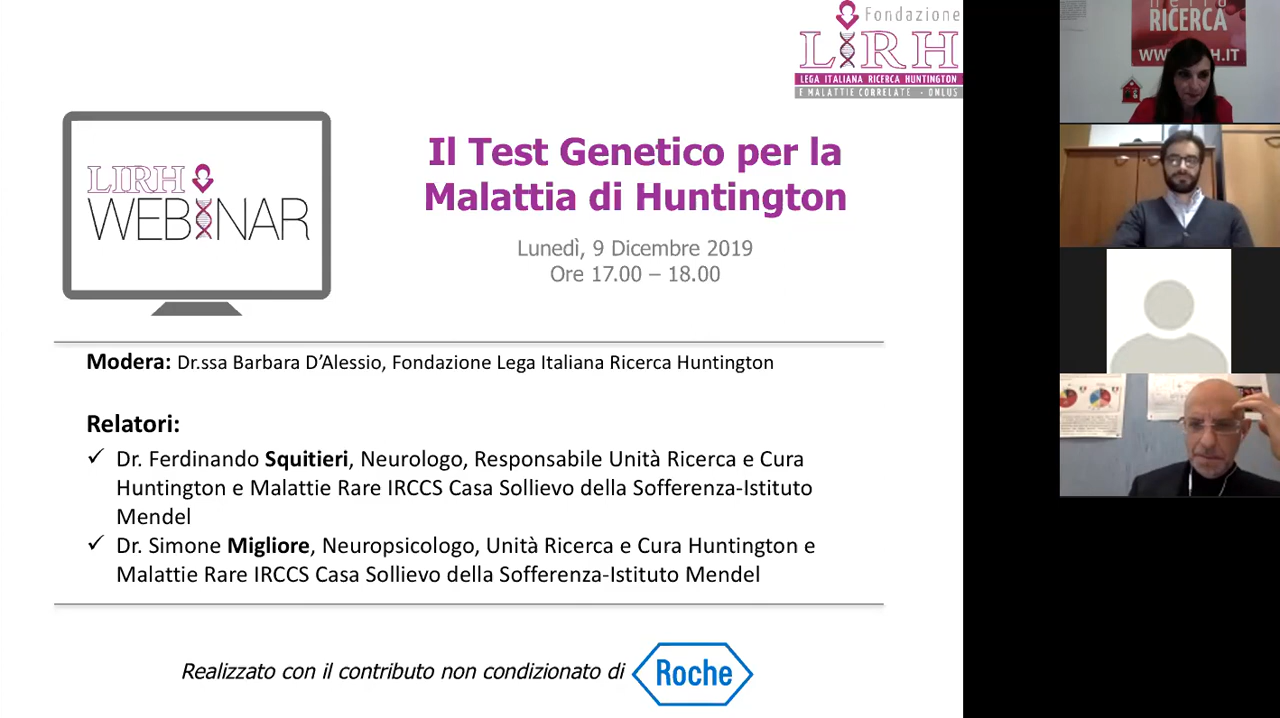 Fondazione
LIRH
LEGA ITALIANA RICERCA HUNTINGTON
E MALATTIE CORRELATE - ONLUS
LIRH
WEBINAR
Il Test Genetico per la
Malattia di Huntington
Lunedì, 9 Dicembre 2019
Ore 17.00 – 18.00
Modera: Dr.ssa Barbara D’Alessio, Fondazione Lega Italiana Ricerca Huntington
Relatori:
✓ Dr. Ferdinando Squitieri, Neurologo, Responsabile Unità Ricerca e Cura
Huntington e Malattie Rare IRCCS Casa Sollievo della Sofferenza-Istituto
Mendel
✓ Dr. Simone Migliore, Neuropsicologo, Unità Ricerca e Cura Huntington e
Malattie Rare IRCCS Casa Sollievo della Sofferenza-Istituto Mendel
Realizzato con il contributo non condizionato di
Roche
RICERCA